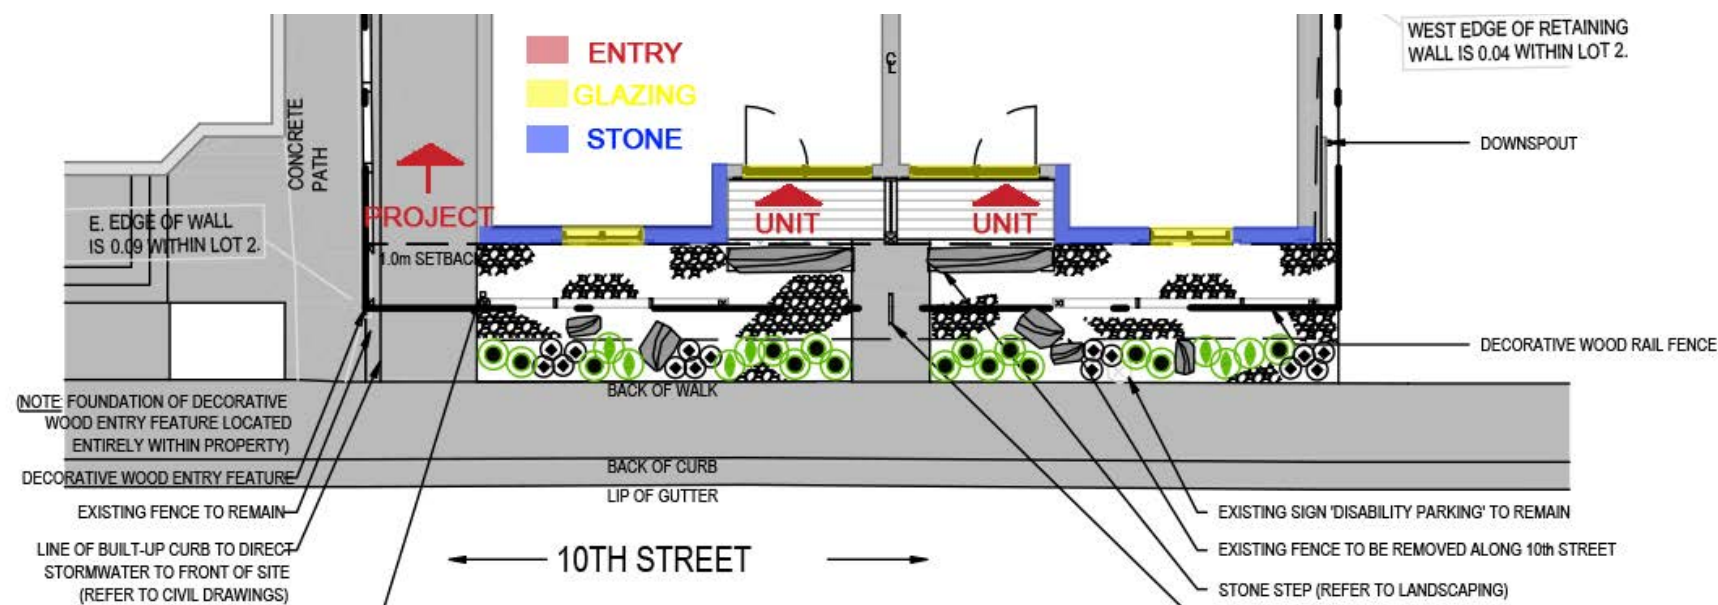 WEST EDGE OF RETAINING
WALL IS 0.04 WITHIN LOT 2.
ENTRY
GLAZING
STONE
CL
CONCRETE
PATH
DOWNSPOUT
PROJECT
UNIT
UNIT
E. EDGE OF WALL
IS 0.09 WITHIN LOT 2.
1.0m SETBACK
DECORATIVE WOOD RAIL FENCE
BACK OF WALK
(NOTE: FOUNDATION OF DECORATIVE
WOOD ENTRY FEATURE LOCATED
ENTIRELY WITHIN PROPERTY)
DECORATIVE WOOD ENTRY FEATURE
BACK OF CURB
LIP OF GUTTER
EXISTING FENCE TO REMAIN
LINE OF BUILT-UP CURB TO DIRECT
STORMWATER TO FRONT OF SITE
(REFER TO CIVIL DRAWINGS)
10TH STREET
EXISTING SIGN 'DISABILITY PARKING' TO REMAIN
EXISTING FENCE TO BE REMOVED ALONG 10th STREET
STONE STEP (REFER TO LANDSCAPING)